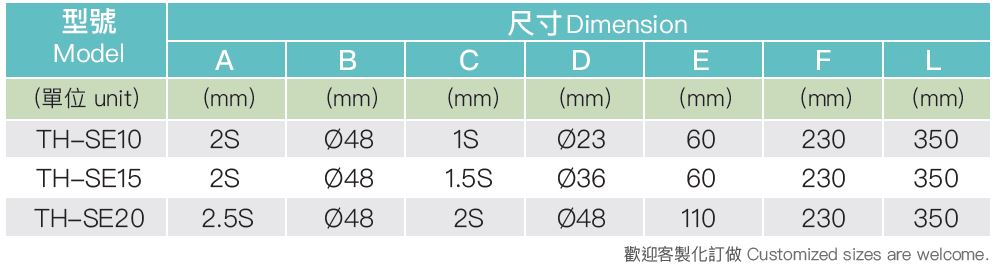 型號 尺寸 Dimension
Model A B C D E F L
(單位 unit) (mm) (mm) (mm) (mm) (mm) (mm) (mm)
TH-SE10 2S Ø48 1S Ø23 60 230 350
TH-SE15 2S Ø48 1.5S Ø36 60 230 350
TH-SE20 2.5S Ø48 2S Ø48 110 230 350
歡迎客製化訂做 Customized sizes are welcome.